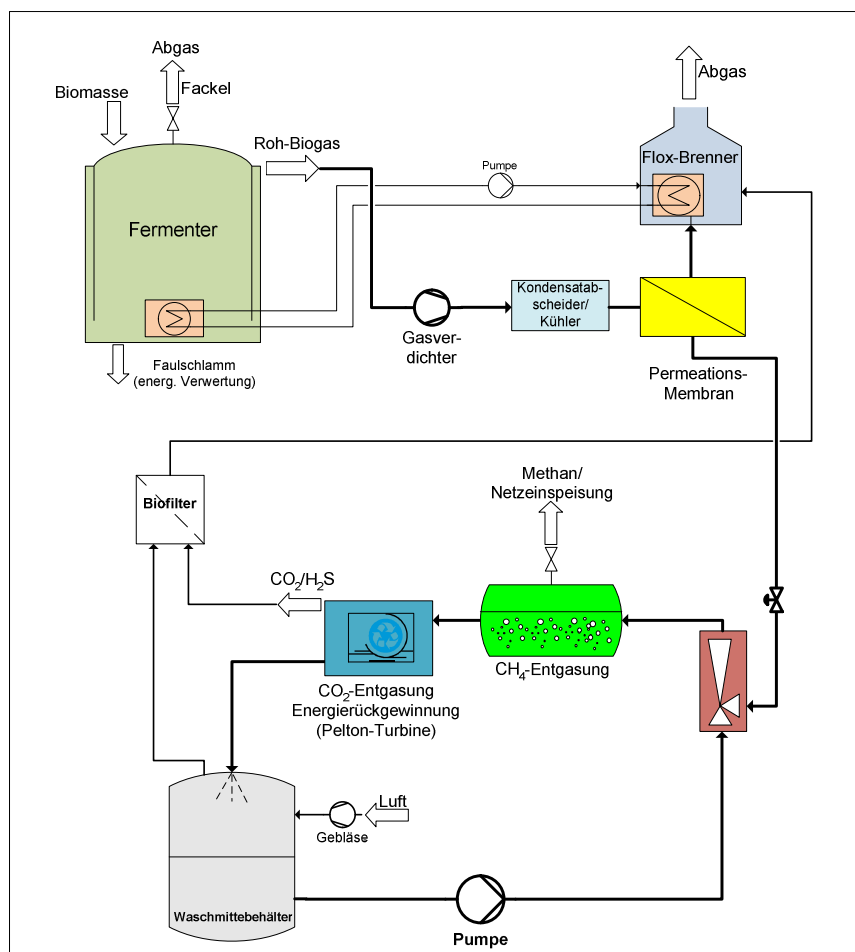 Abgas
Fackel
Biomasse
Roh-Biogas
Fermenter
Faulschlamm
(energ. Verwertung)
Pumpe
Abgas
Flox-Brenner
Gasver-
dichter
Kondensatab-
scheider/
Kühler
Permeations-
Membran
Biofilter
CO2/H2S
Methan/
Netzeinspeisung
CH4-Entgasung
CO2-Entgasung
Energierückgewinnung
(Pelton-Turbine)
Luft
Gebläse
Waschmittebehälter
Pumpe